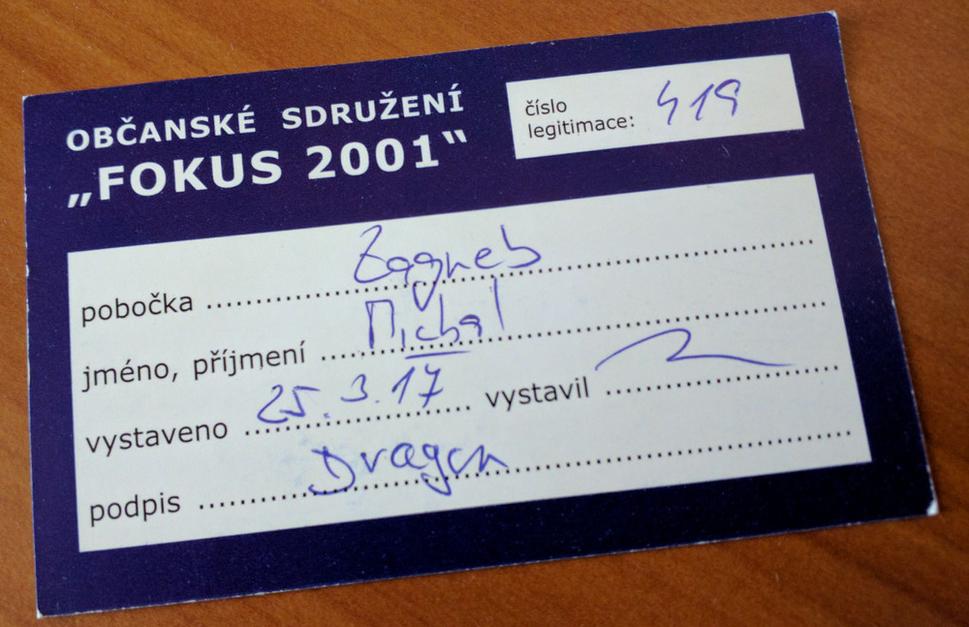 OBČANSKÉ SDRUŽENÍ
„FOKUS 2001“
číslo
legitimace: 419
pobočka Zagreb
jméno, příjmení Michal
vystaveno 25.3.17 vystavil
podpis Dragan